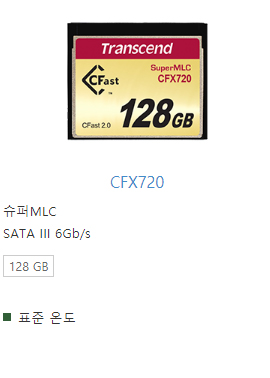 Transcend
SuperMLC
CFX720
CFast
CFast 2.0
128GB
CFX720
슈퍼MLC
SATA III 6Gb/s
128 GB
표준 온도